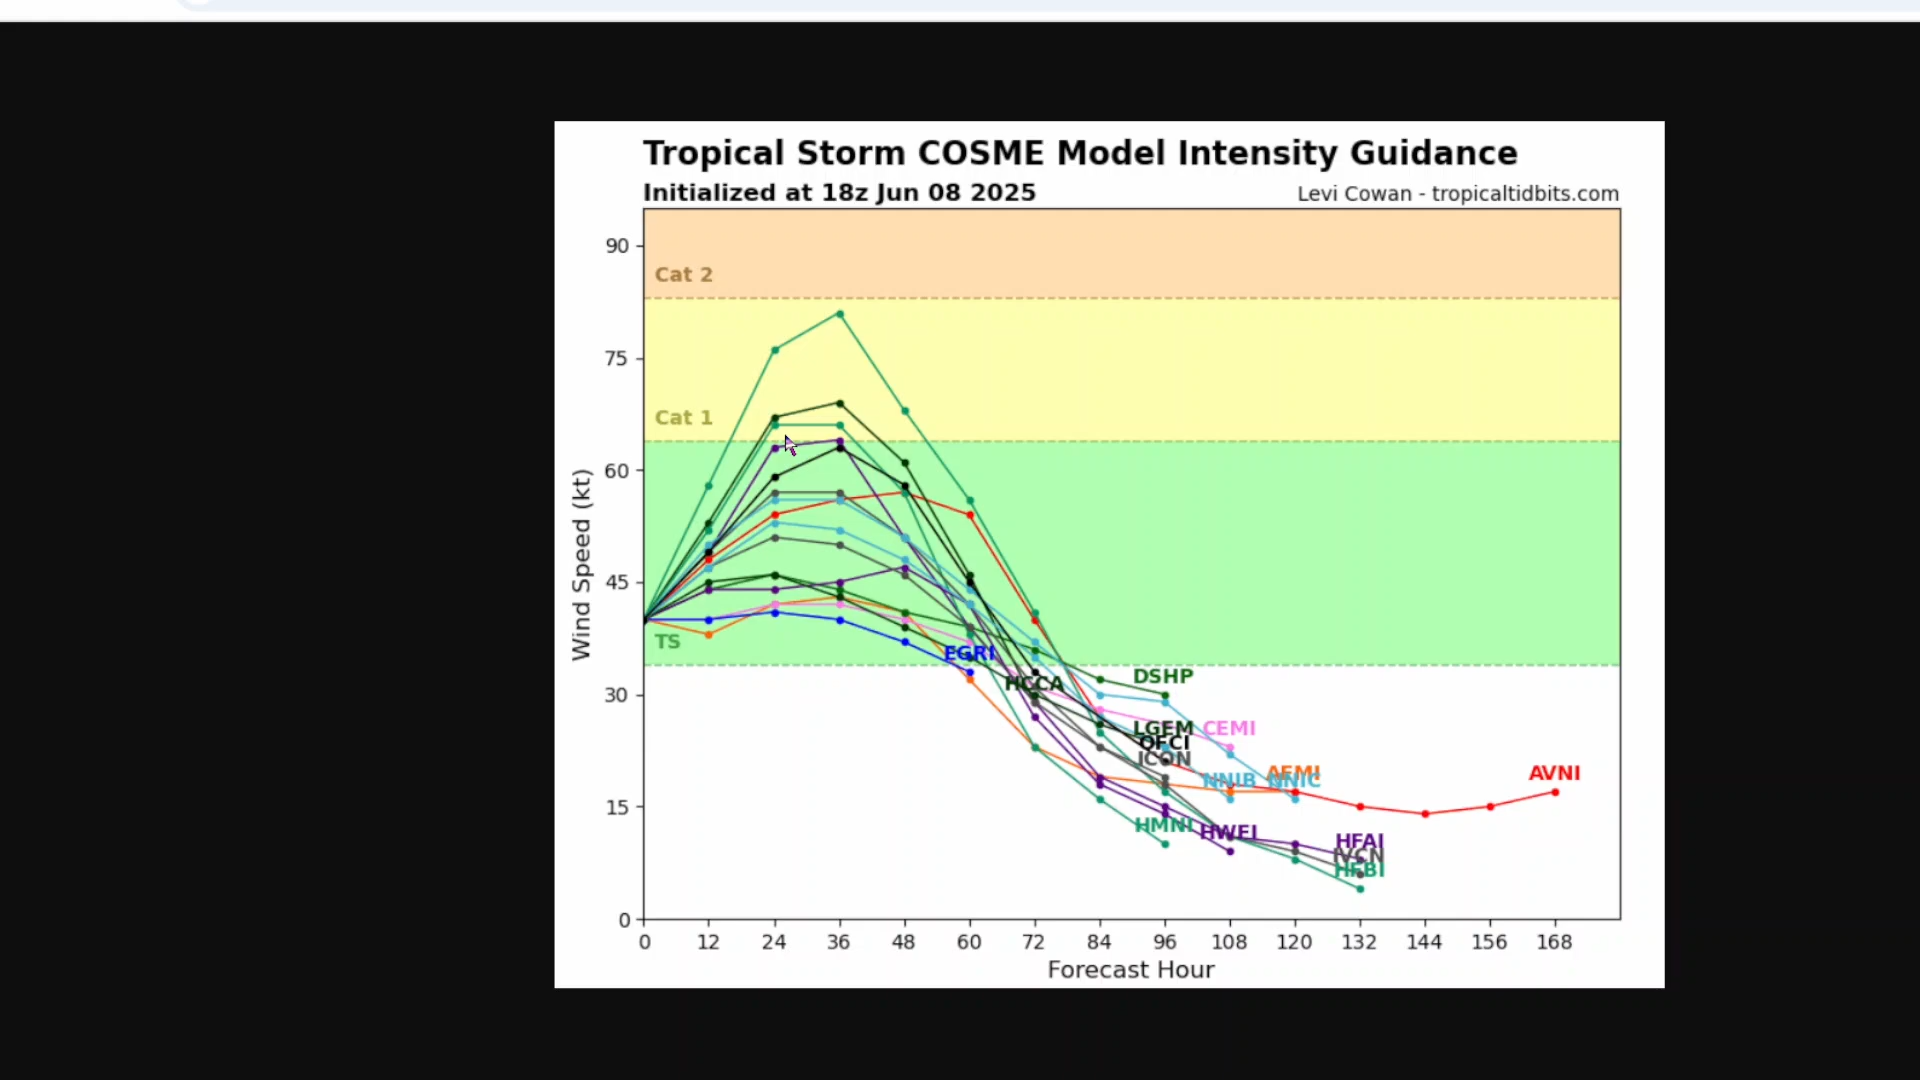 Tropical Storm COSME Model Intensity Guidance
Initialized at 18z Jun 08 2025
Levi Cowan - tropicaltidbits.com
90
Cat 2
75
Cat 1
60
45
TS
30
15
0
Wind Speed (kt)
EGRI
HCCA
DSHP
LGEM
CEMI
OFCI
ICON
NNIB
AEMI
NNIC
AVNI
HMNI
HWFI
HFAI
IVCN
HFBI
0 12 24 36 48 60 72 84 96 108 120 132 144 156 168
Forecast Hour